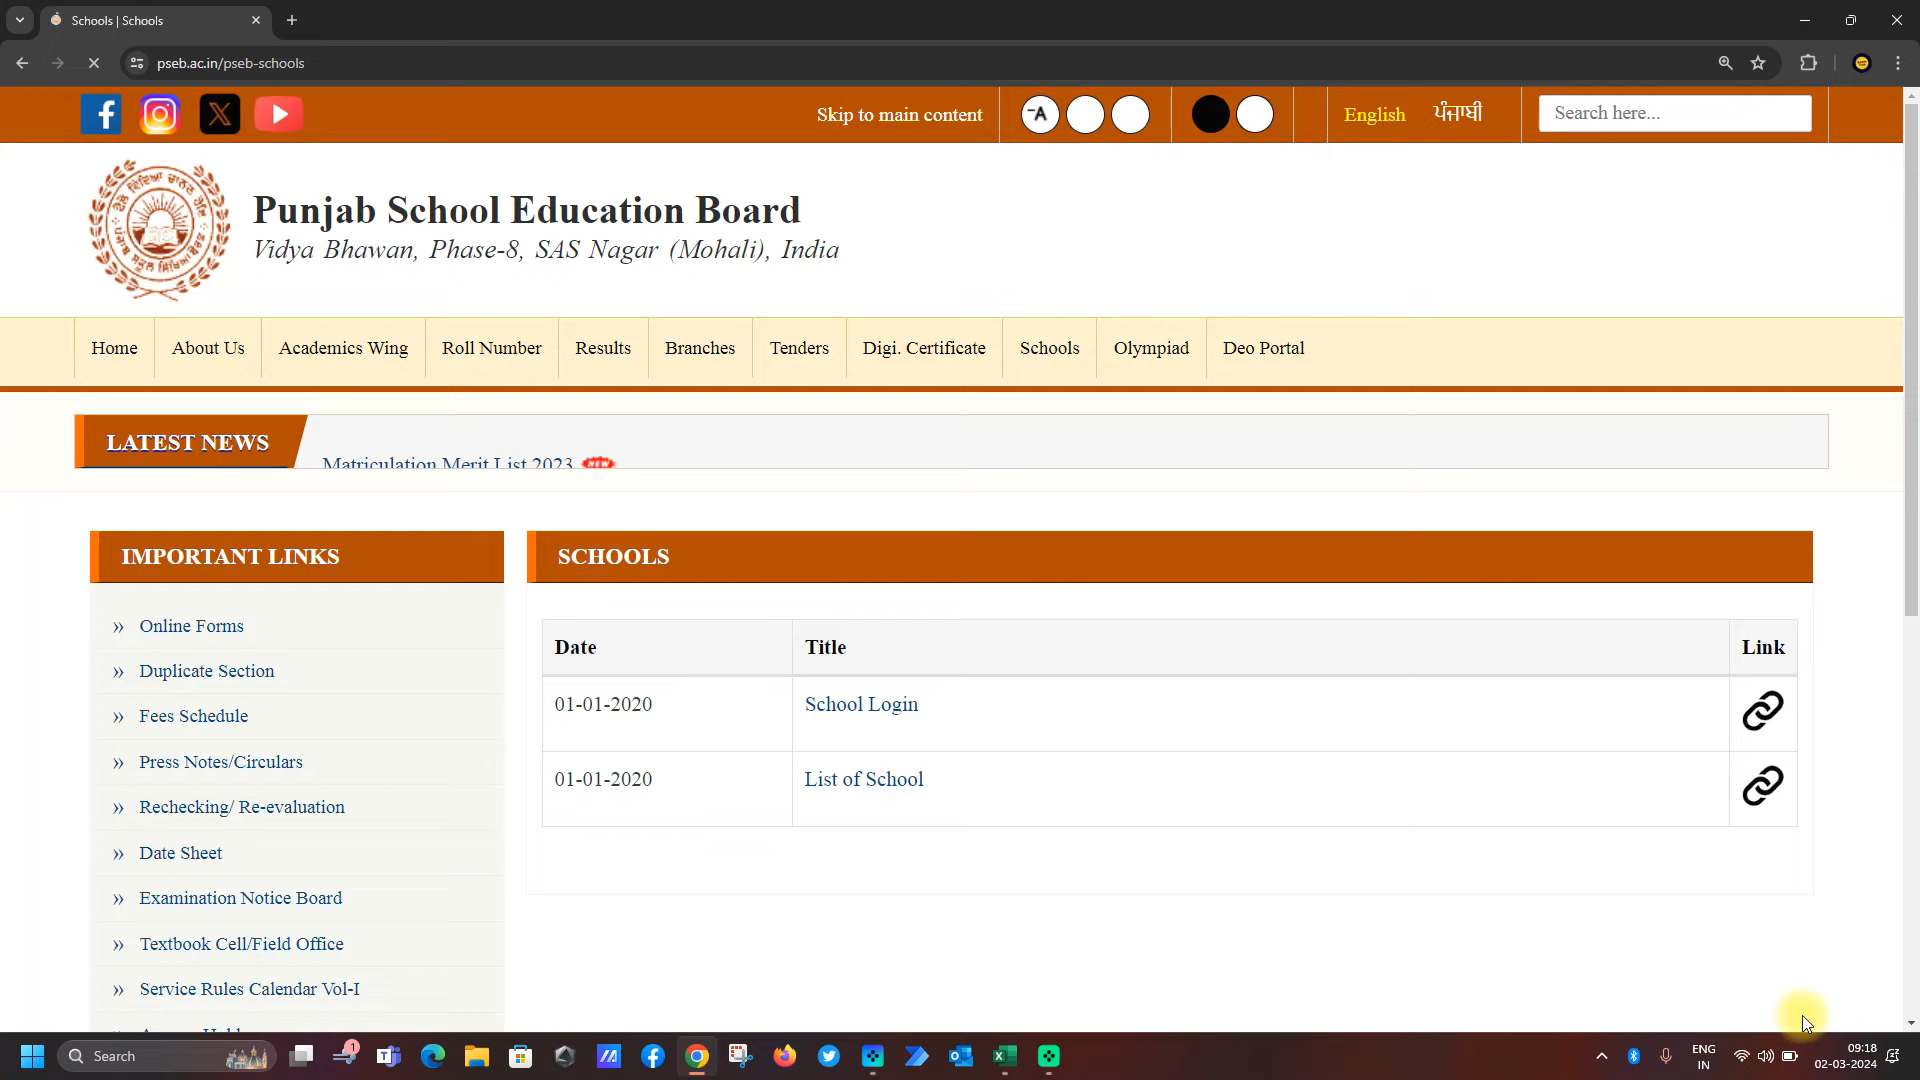 Schools | Schools
pseb.ac.in/pseb-schools
Skip to main content
-A
English
ਪੰਜਾਬੀ
Search here...
Punjab School Education Board
Vidya Bhawan, Phase-8, SAS Nagar (Mohali), India
Home
About Us
Academics Wing
Roll Number
Results
Branches
Tenders
Digi. Certificate
Schools
Olympiad
Deo Portal
LATEST NEWS
Matriculation Merit List 2023
IMPORTANT LINKS
» Online Forms
» Duplicate Section
» Fees Schedule
» Press Notes/Circulars
» Rechecking/ Re-evaluation
» Date Sheet
» Examination Notice Board
» Textbook Cell/Field Office
» Service Rules Calendar Vol-I
SCHOOLS
Date Title Link
01-01-2020 School Login
01-01-2020 List of School
Search
1
ENG
IN
09:18
02-03-2024